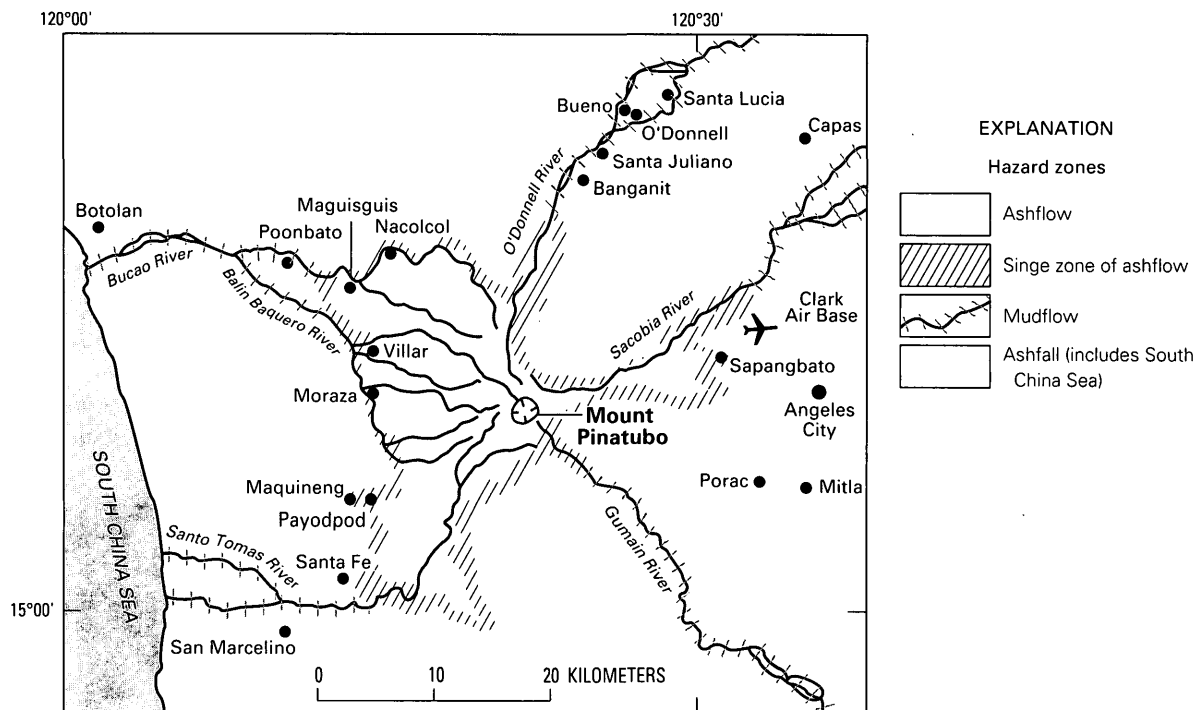 120°00'
120°30'
Bueno
Santa Lucia
O'Donnell
Capas
Santa Juliano
Banganit
O'Donnell River
Maguisguis
Poonbato
Nacolcol
Botolan
Bucao River
Balin Baquero River
Villar
Moraza
Sacobia River
Clark
Air Base
Sapangbato
Angeles
City
Mount
Pinatubo
Porac
Mitla
Maquineng
Payodpod
Gumain River
SOUTH CHINA SEA
Santo Tomas River
Santa Fe
15°00'
San Marcelino
0 10 20 KILOMETERS
EXPLANATION
Hazard zones
Ashflow
Singe zone of ashflow
Mudflow
Ashfall (includes South
China Sea)